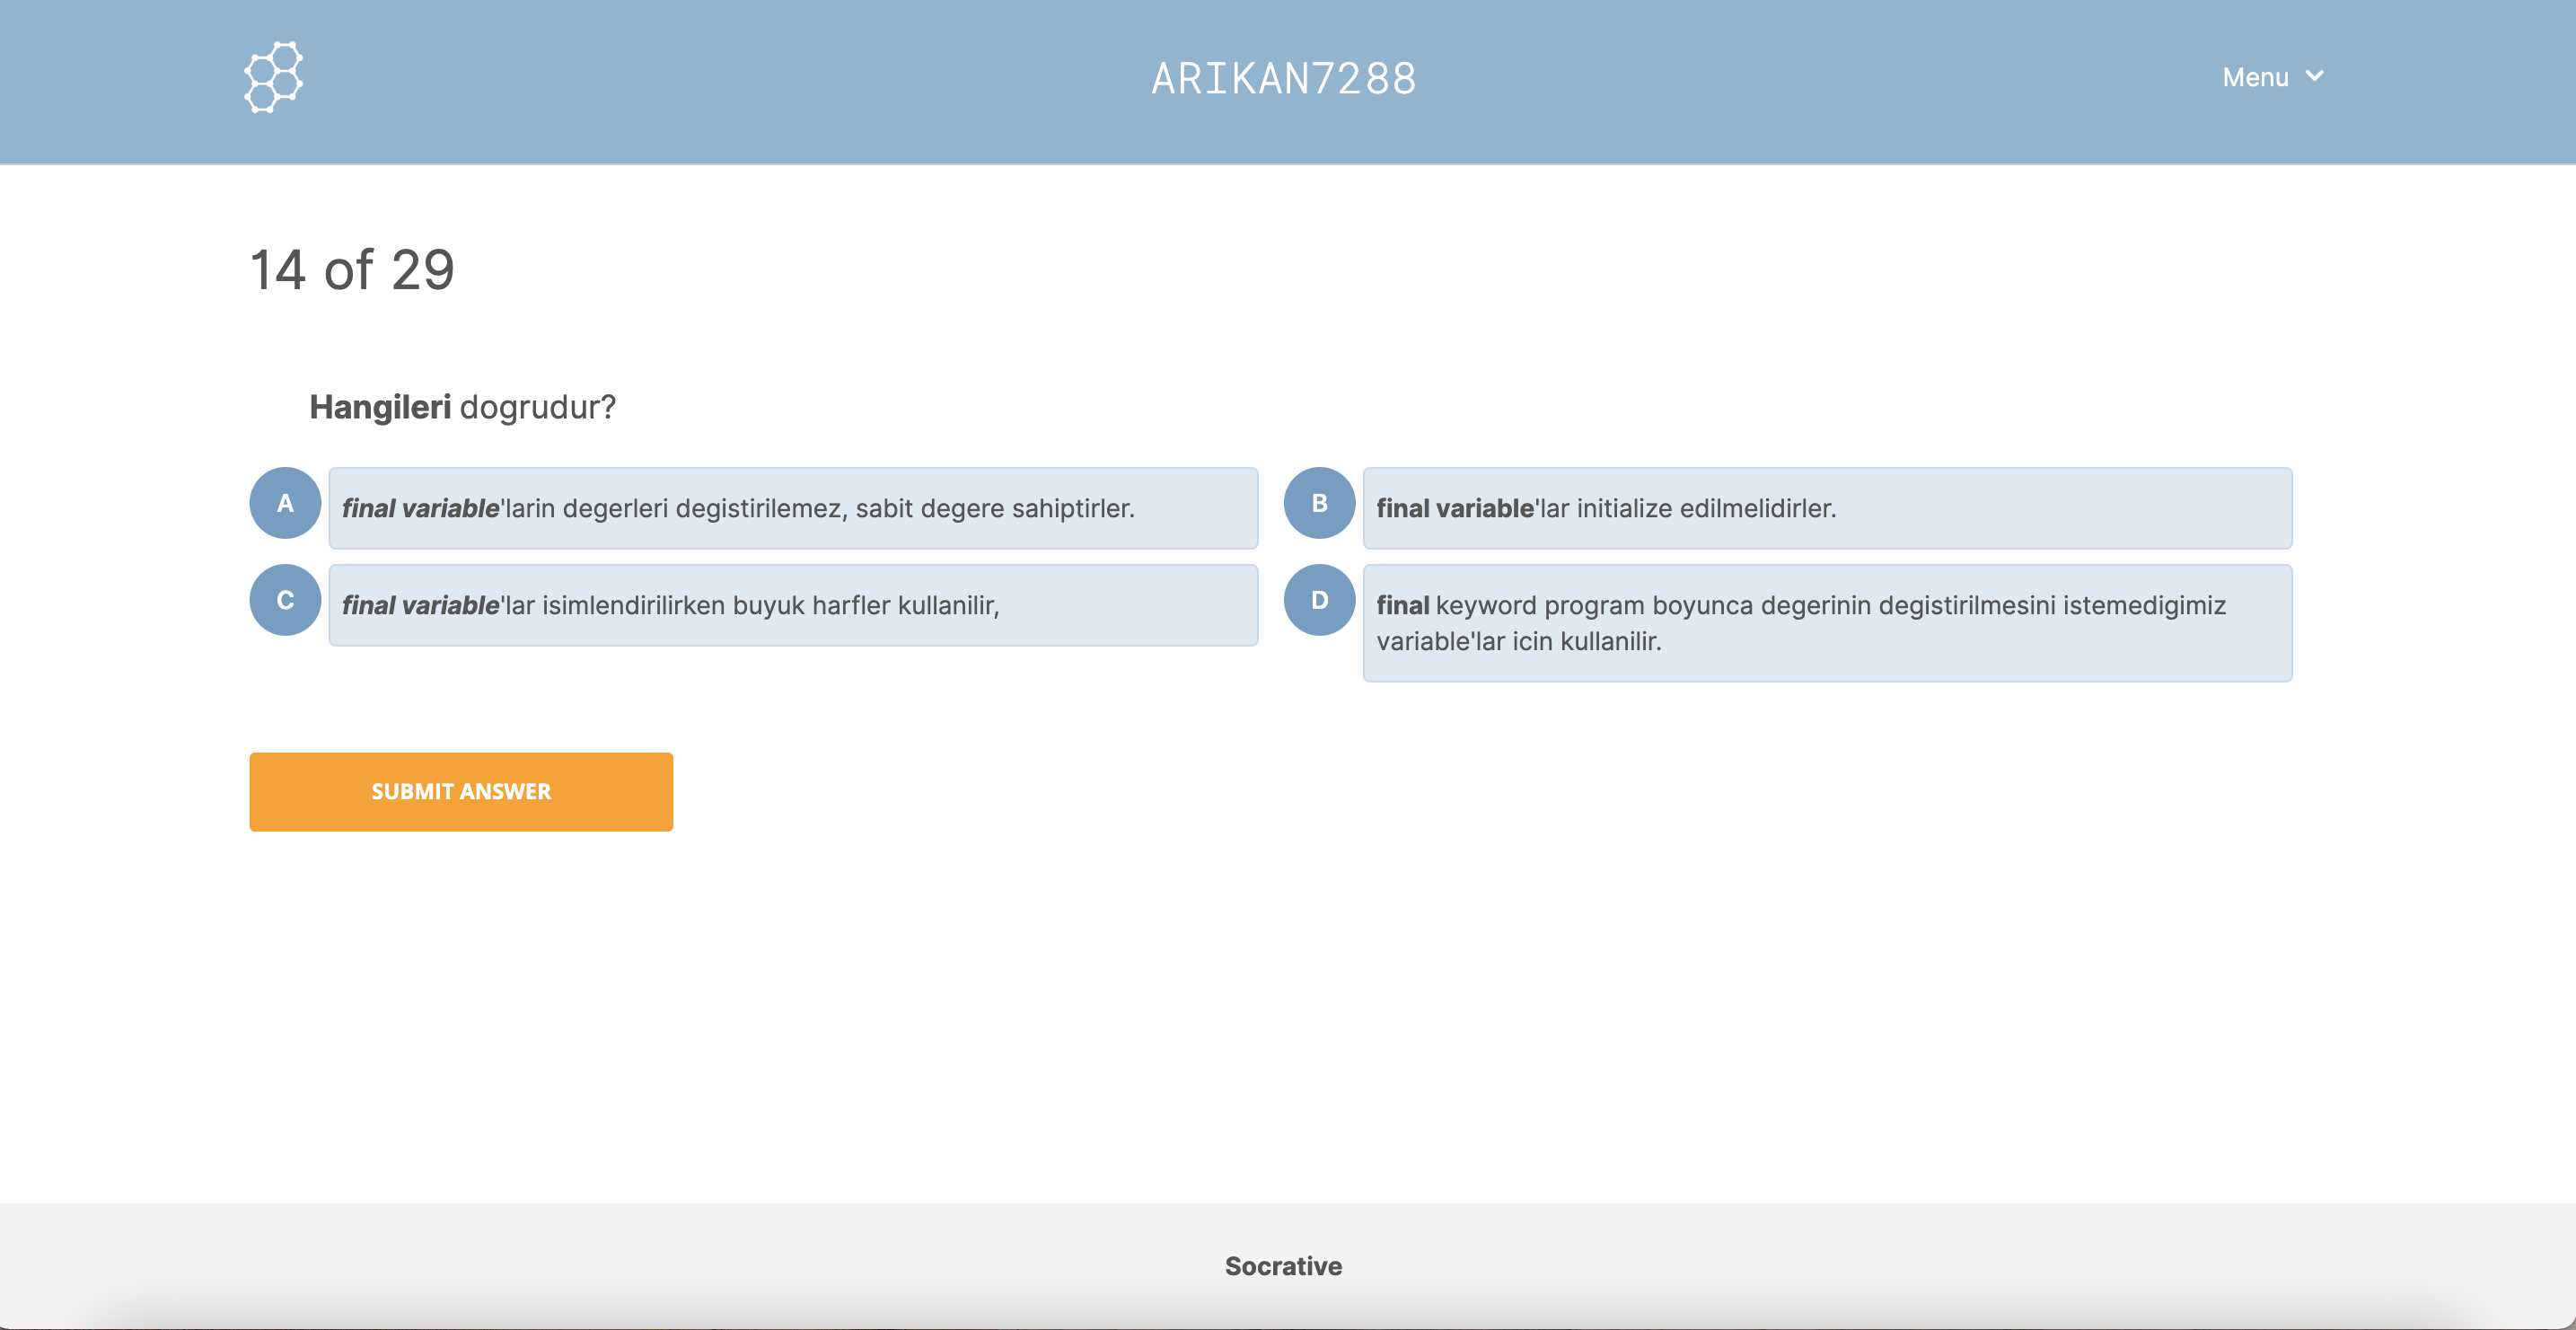 ARIKAN7288
Menu
14 of 29
Hangileri dogrudur?
A
final variable'larin degerleri degistirilemez, sabit degere sahiptirler.
B
final variable'lar initialize edilmelidirler.
C
final variable'lar isimlendirilirken buyuk harfler kullanilir,
D
final keyword program boyunca degerinin degistirilmesini istemedigimiz
variable'lar icin kullanilir.
SUBMIT ANSWER
Socrative